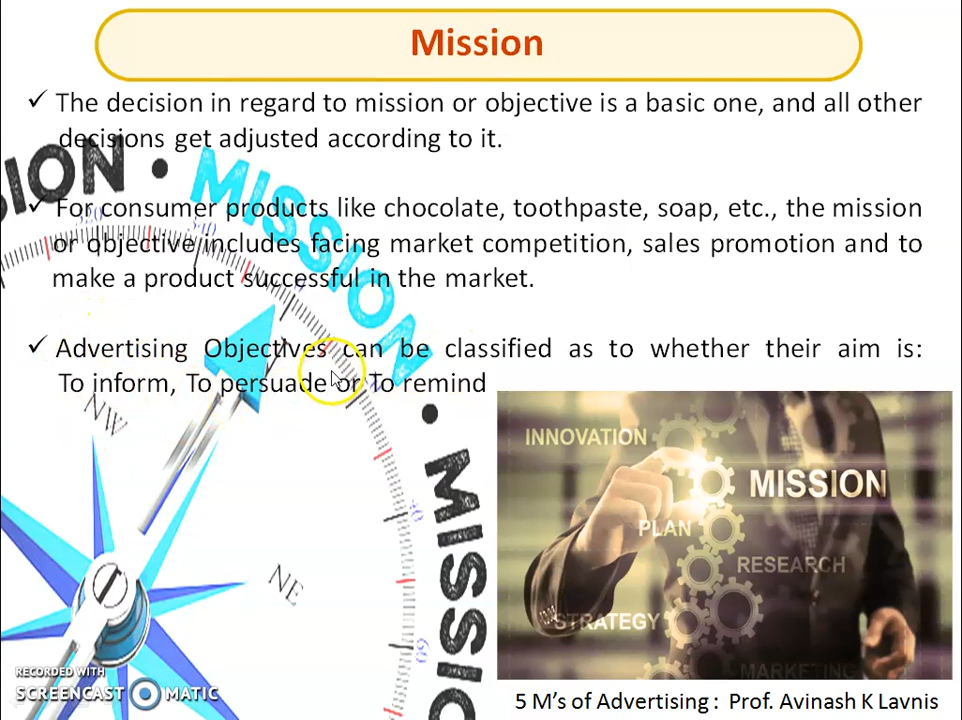 Mission
✓ The decision in regard to mission or objective is a basic one, and all other
decisions get adjusted according to it.
✓ For consumer products like chocolate, toothpaste, soap, etc., the mission
or objective includes facing market competition, sales promotion and to
make a product successful in the market.
✓ Advertising Objectives can be classified as to whether their aim is:
To inform, To persuade or To remind
ION • MISSION • MISSIO
NW
NE
60
INNOVATION
MISSION
PLAN
RESEARCH
STRATEGY
MARKETING
RECORDED WITH
SCREENCAST MATIC
5 M's of Advertising : Prof. Avinash K Lavnis